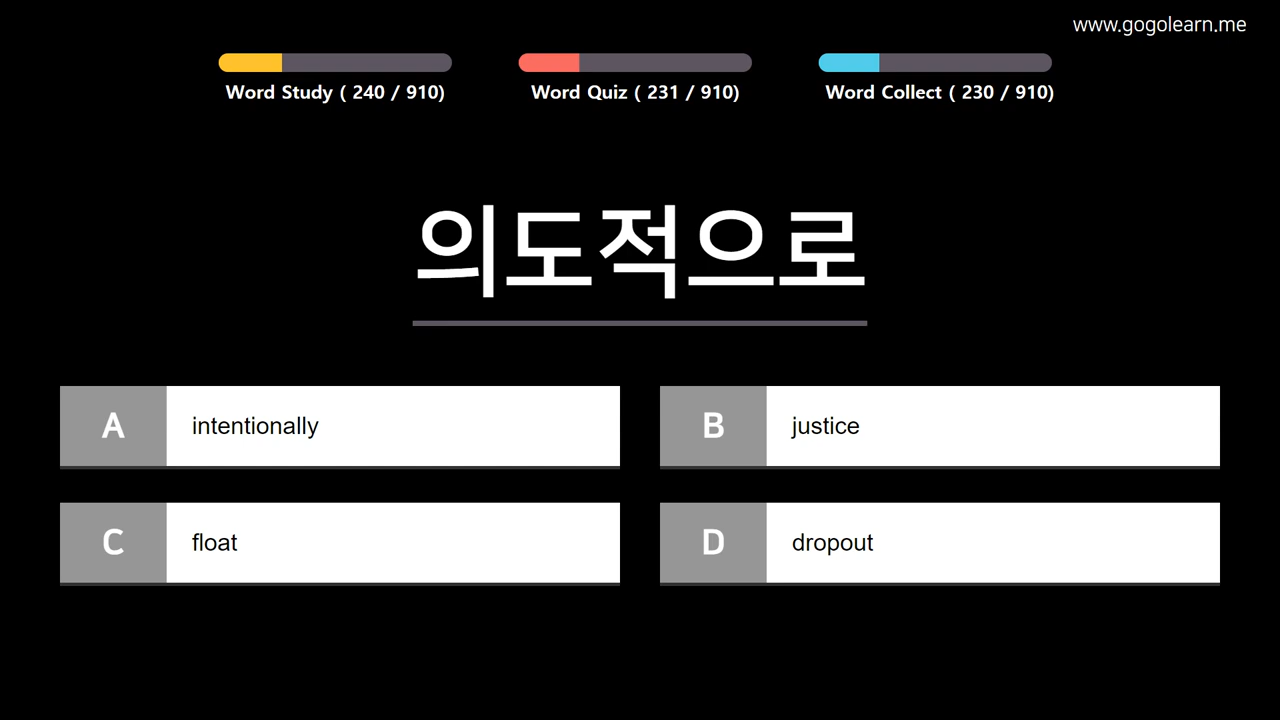 www.gogolearn.me
Word Study ( 240 / 910)
Word Quiz ( 231 / 910)
Word Collect ( 230 / 910)
의도적으로
A intentionally
B justice
C float
D dropout